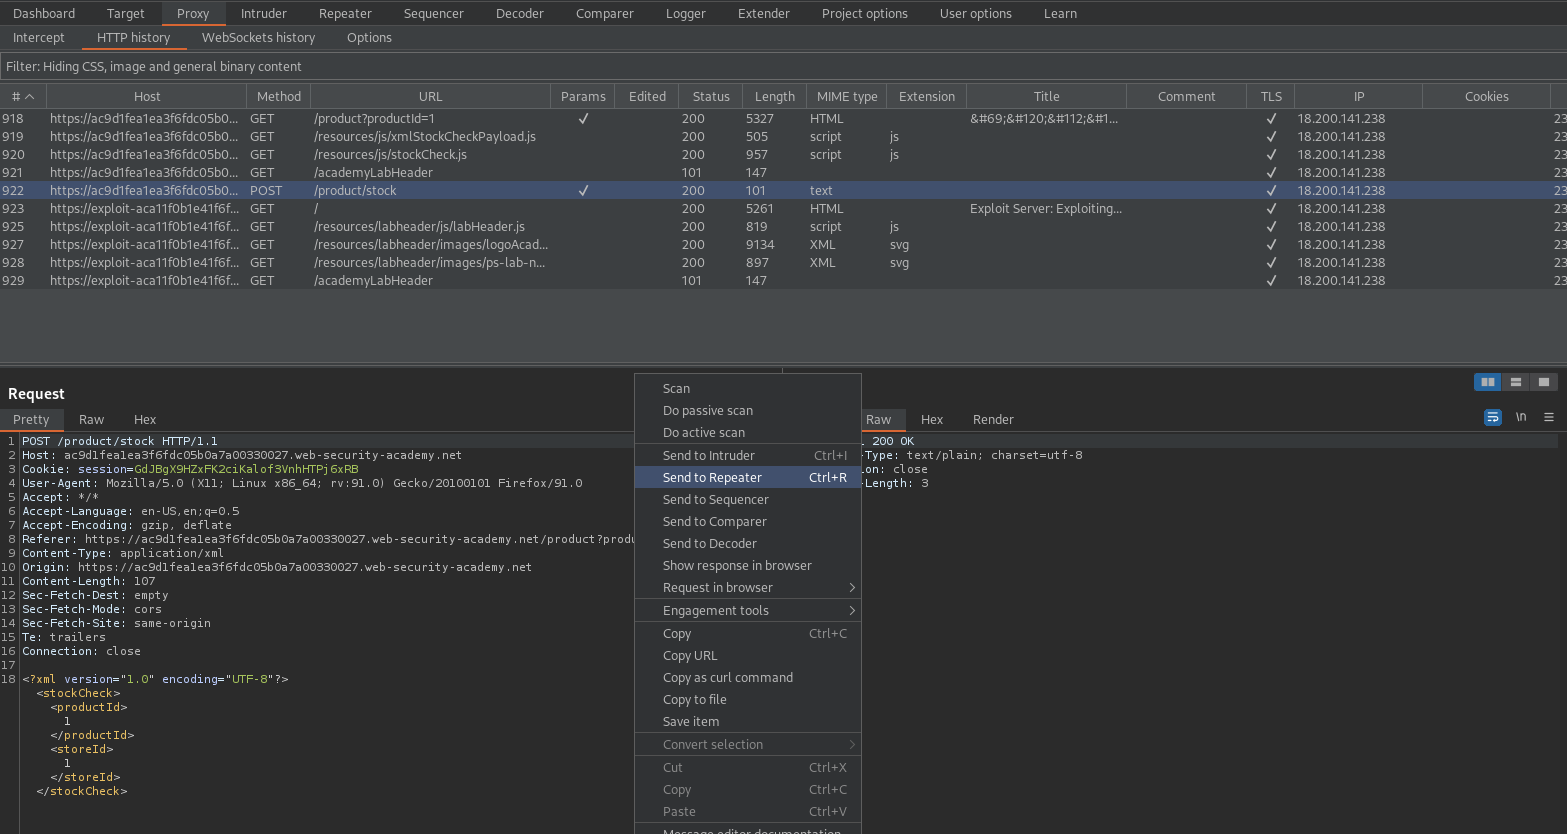 Dashboard Target Proxy Intruder Repeater Sequencer Decoder Comparer Logger Extender Project options User options Learn
Intercept HTTP history WebSockets history Options
Filter: Hiding CSS, image and general binary content
# Host Method URL Params Edited Status Length MIME type Extension Title Comment TLS IP Cookies
918 https://ac9d1fea1ea3f6fdc05b0... GET /product?productId=1 ✓ 200 5327 HTML &#69;&#120;&#112;&#1... ✓ 18.200.141.238 23
919 https://ac9d1fea1ea3f6fdc05b0... GET /resources/js/xmlStockCheckPayload.js 200 505 script js ✓ 18.200.141.238 23
920 https://ac9d1fea1ea3f6fdc05b0... GET /resources/js/stockCheck.js 200 957 script js ✓ 18.200.141.238 23
921 https://ac9d1fea1ea3f6fdc05b0... GET /academyLabHeader 101 147 ✓ 18.200.141.238 23
922 https://ac9d1fea1ea3f6fdc05b0... POST /product/stock ✓ 200 101 text ✓ 18.200.141.238 23
923 https://exploit-aca11f0b1e41f6f... GET / 200 5261 HTML Exploit Server: Exploiting... ✓ 18.200.141.238 23
925 https://exploit-aca11f0b1e41f6f... GET /resources/labheader/js/labHeader.js 200 819 script js ✓ 18.200.141.238 23
927 https://exploit-aca11f0b1e41f6f... GET /resources/labheader/images/logoAcad... 200 9134 XML svg ✓ 18.200.141.238 23
928 https://exploit-aca11f0b1e41f6f... GET /resources/labheader/images/ps-lab-n... 200 897 XML svg ✓ 18.200.141.238 23
929 https://exploit-aca11f0b1e41f6f... GET /academyLabHeader 101 147 ✓ 18.200.141.238 23
Request
Pretty Raw Hex
1 POST /product/stock HTTP/1.1
2 Host: ac9d1fea1ea3f6fdc05b0a7a00330027.web-security-academy.net
3 Cookie: session=GdJBgX9HZxFK2ciKalof3VnhHTPj6xRB
4 User-Agent: Mozilla/5.0 (X11; Linux x86_64; rv:91.0) Gecko/20100101 Firefox/91.0
5 Accept: */*
6 Accept-Language: en-US,en;q=0.5
7 Accept-Encoding: gzip, deflate
8 Referer: https://ac9d1fea1ea3f6fdc05b0a7a00330027.web-security-academy.net/product?produ
9 Content-Type: application/xml
10 Origin: https://ac9d1fea1ea3f6fdc05b0a7a00330027.web-security-academy.net
11 Content-Length: 107
12 Sec-Fetch-Dest: empty
13 Sec-Fetch-Mode: cors
14 Sec-Fetch-Site: same-origin
15 Te: trailers
16 Connection: close
17
18 <?xml version="1.0" encoding="UTF-8"?>
<stockCheck>
<productId>
1
</productId>
<storeId>
1
</storeId>
</stockCheck>
Scan
Do passive scan
Do active scan
Send to Intruder Ctrl+I
Send to Repeater Ctrl+R
Send to Sequencer
Send to Comparer
Send to Decoder
Show response in browser
Request in browser >
Engagement tools >
Copy Ctrl+C
Copy URL
Copy as curl command
Copy to file
Save item
Convert selection >
Cut Ctrl+X
Copy Ctrl+C
Paste Ctrl+V
Message editor documentation
Raw Hex Render \n
200 OK
-Type: text/plain; charset=utf-8
ion: close
-Length: 3